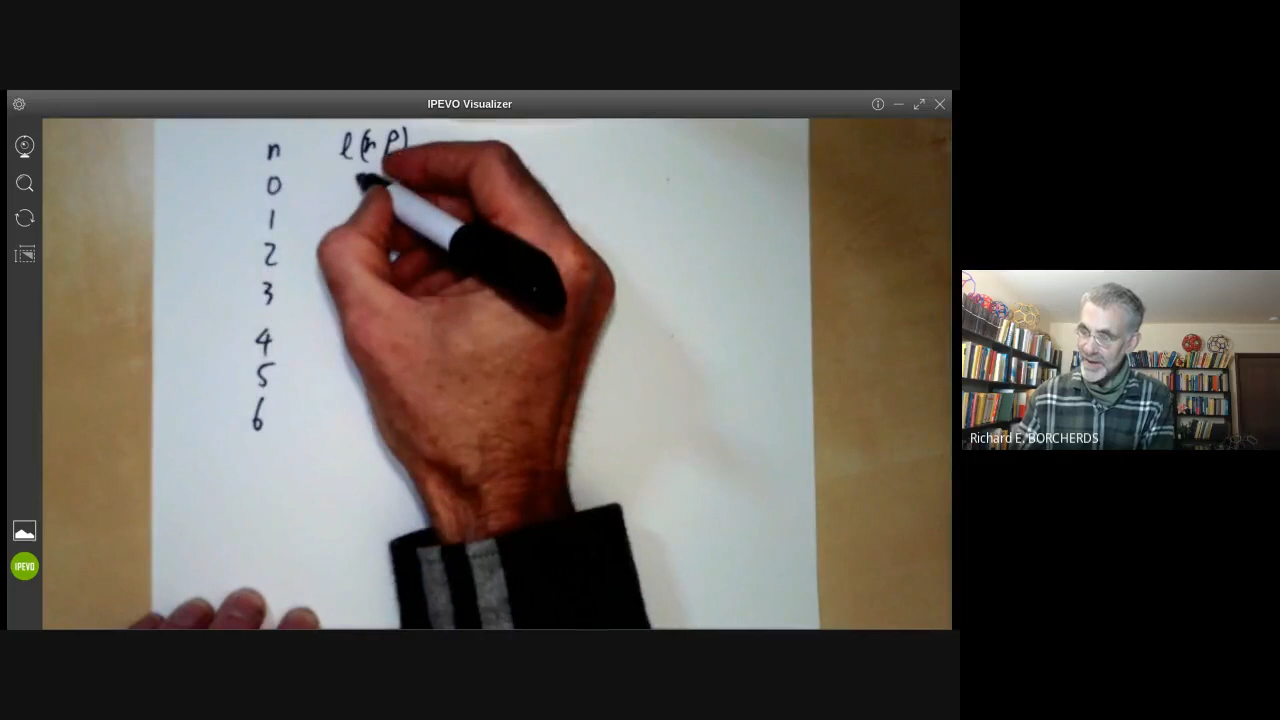 IPEVO Visualizer
n l(n P)
0
1
2
3
4
5
6
IPEVO
Richard E. BORCHERDS